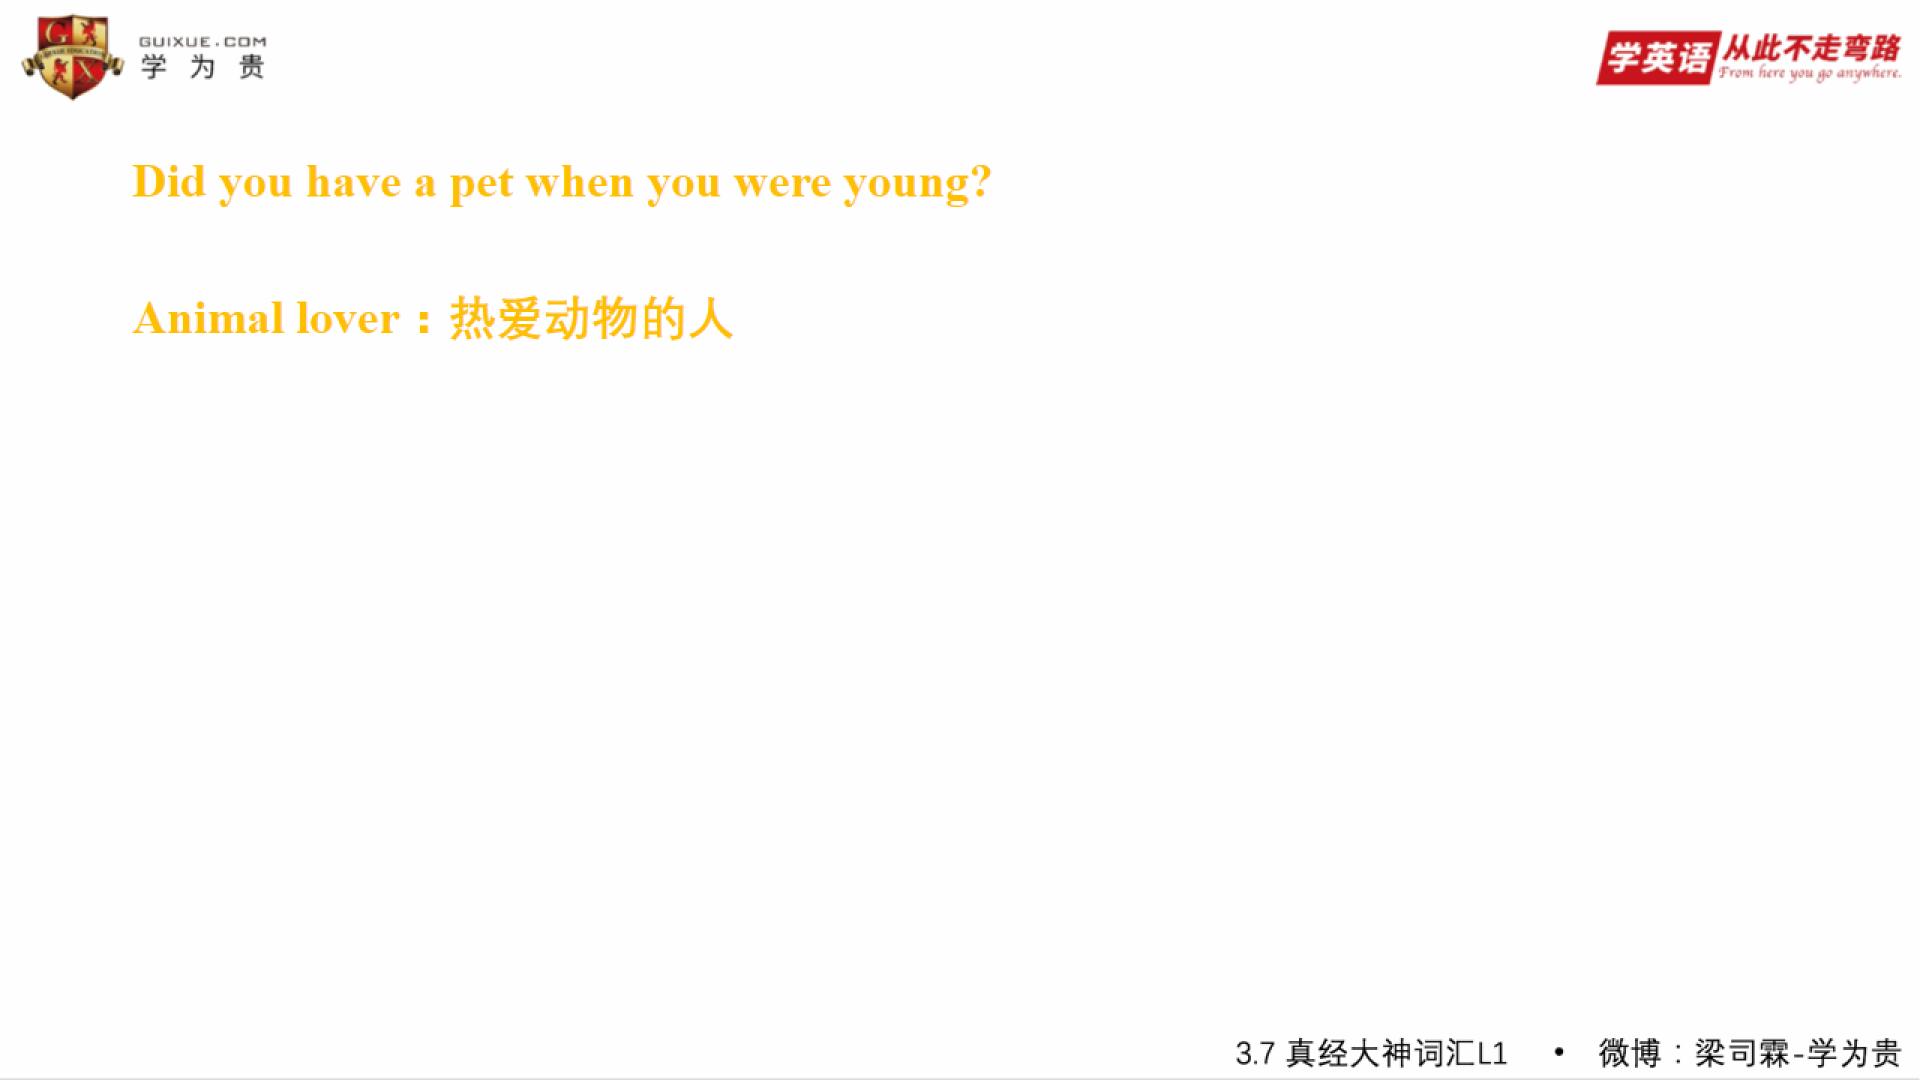 GUIXUE.COM
学为贵
学英语 从此不走弯路
From here you go anywhere.
Did you have a pet when you were young?
Animal lover：热爱动物的人
3.7 真经大神词汇L1 • 微博：梁司霖-学为贵